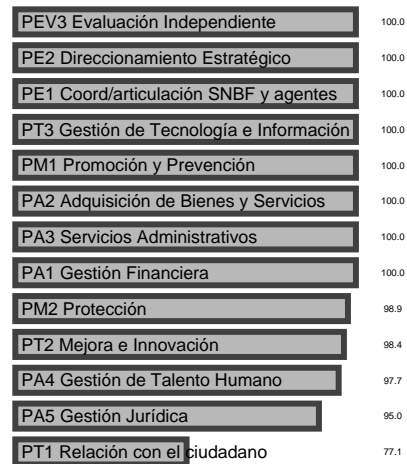 PEV3 Evaluación Independiente 100.0
PE2 Direccionamiento Estratégico 100.0
PE1 Coord/articulación SNBF y agentes 100.0
PT3 Gestión de Tecnología e Información 100.0
PM1 Promoción y Prevención 100.0
PA2 Adquisición de Bienes y Servicios 100.0
PA3 Servicios Administrativos 100.0
PA1 Gestión Financiera 100.0
PM2 Protección 98.9
PT2 Mejora e Innovación 98.4
PA4 Gestión de Talento Humano 97.7
PA5 Gestión Jurídica 95.0
PT1 Relación con el ciudadano 77.1